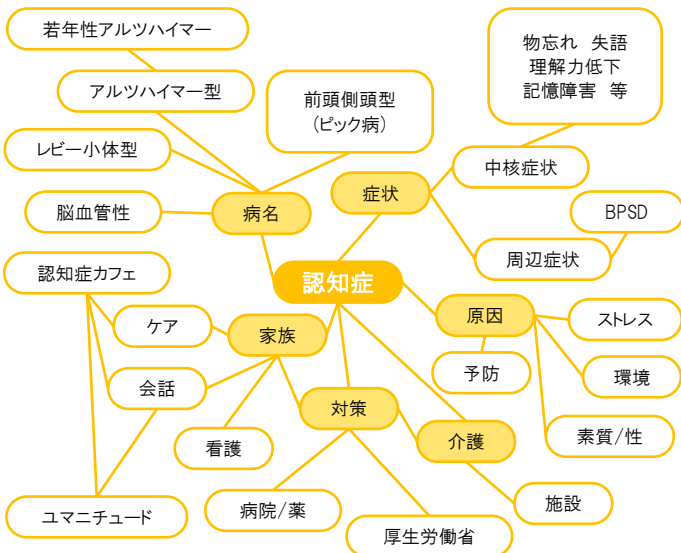 若年性アルツハイマー
アルツハイマー型
レビー小体型
脳血管性
病名
前頭側頭型
(ピック病)
物忘れ 失語
理解力低下
記憶障害 等
中核症状
症状
BPSD
周辺症状
認知症
認知症カフェ
ケア
家族
会話
看護
ユマニチュード
原因
ストレス
予防
環境
素質/性
対策
介護
病院/薬
厚生労働省
施設